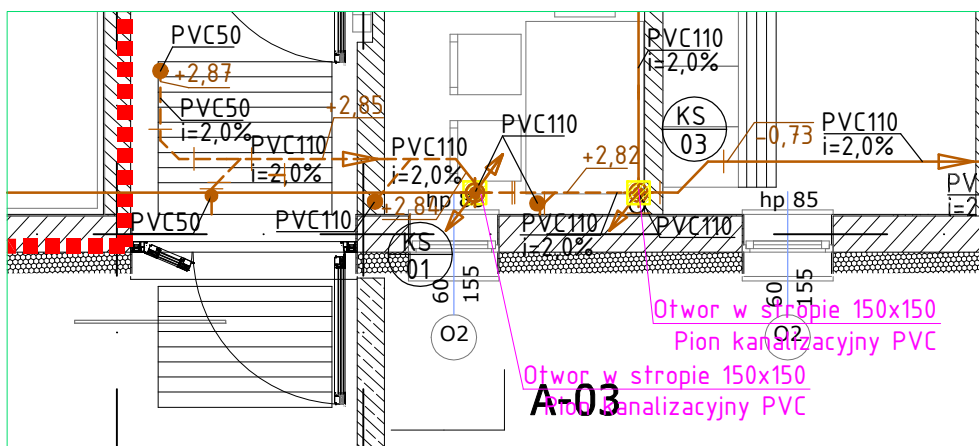 PVC50
+2,87
PVC50
i=2,0%
+2,85
PVC110
i=2,0%
PVC110
i=2,0%
PVC110
+2,82
PVC110
i=2,0%
KS
03
-0,73
PVC110
i=2,0%
PVC50
PVC110
+2,84
hp 85
KS
01
PVC110
i=2,0%
PVC110
hp 85
60
155
O2
60
155
O2
Otwor w stropie 150x150
Pion kanalizacyjny PVC
Otwor w stropie 150x150
Pion kanalizacyjny PVC
A-03